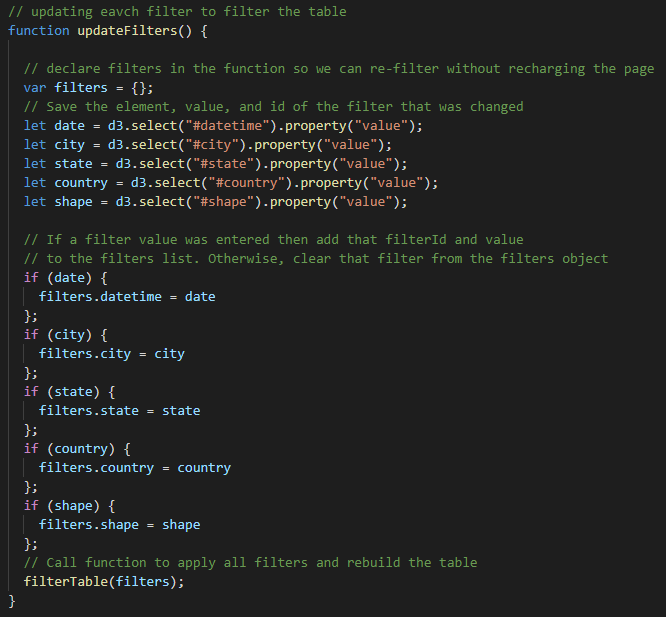 // updating eavch filter to filter the table
function updateFilters() {
// declare filters in the function so we can re-filter without recharging the page
var filters = {};
// Save the element, value, and id of the filter that was changed
let date = d3.select("#datetime").property("value");
let city = d3.select("#city").property("value");
let state = d3.select("#state").property("value");
let country = d3.select("#country").property("value");
let shape = d3.select("#shape").property("value");
// If a filter value was entered then add that filterId and value
// to the filters list. Otherwise, clear that filter from the filters object
if (date) {
filters.datetime = date
};
if (city) {
filters.city = city
};
if (state) {
filters.state = state
};
if (country) {
filters.country = country
};
if (shape) {
filters.shape = shape
};
// Call function to apply all filters and rebuild the table
filterTable(filters);
}